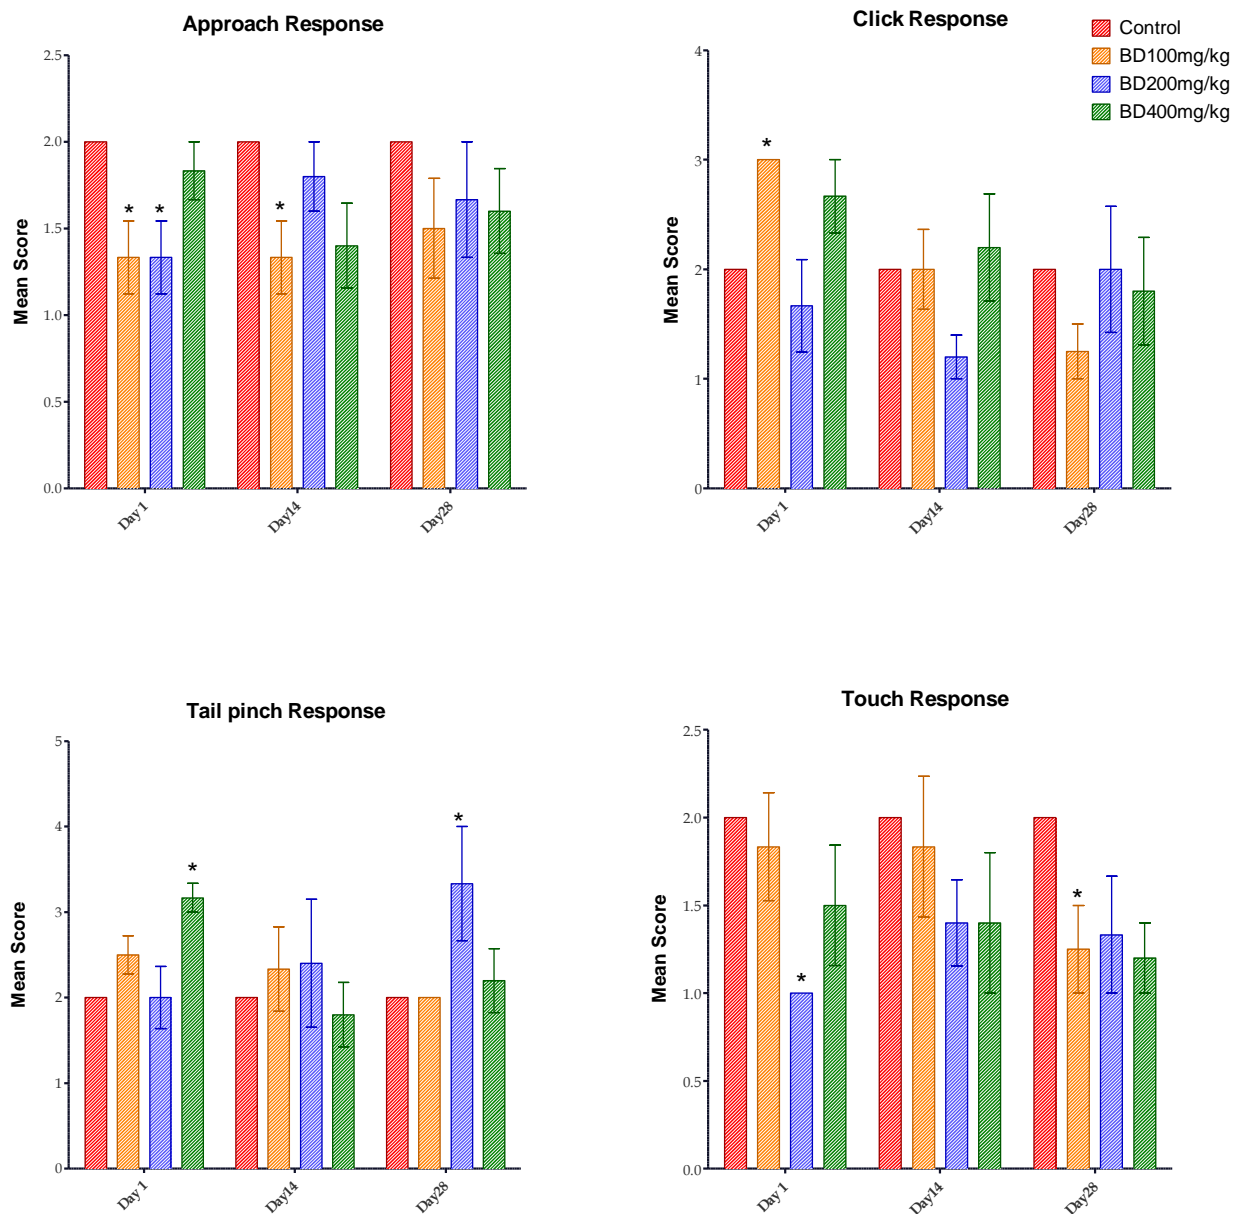 Approach Response
Mean Score
2.5
2.0
1.5
1.0
0.5
0.0
* * *
Day 1 Day14 Day28
Click Response
Control
BD100mg/kg
BD200mg/kg
BD400mg/kg
Mean Score
4
3
2
1
0
*
Day 1 Day14 Day28
Tail pinch Response
Mean Score
5
4
3
2
1
0
* *
Day 1 Day14 Day28
Touch Response
Mean Score
2.5
2.0
1.5
1.0
0.5
0.0
* *
Day 1 Day14 Day28